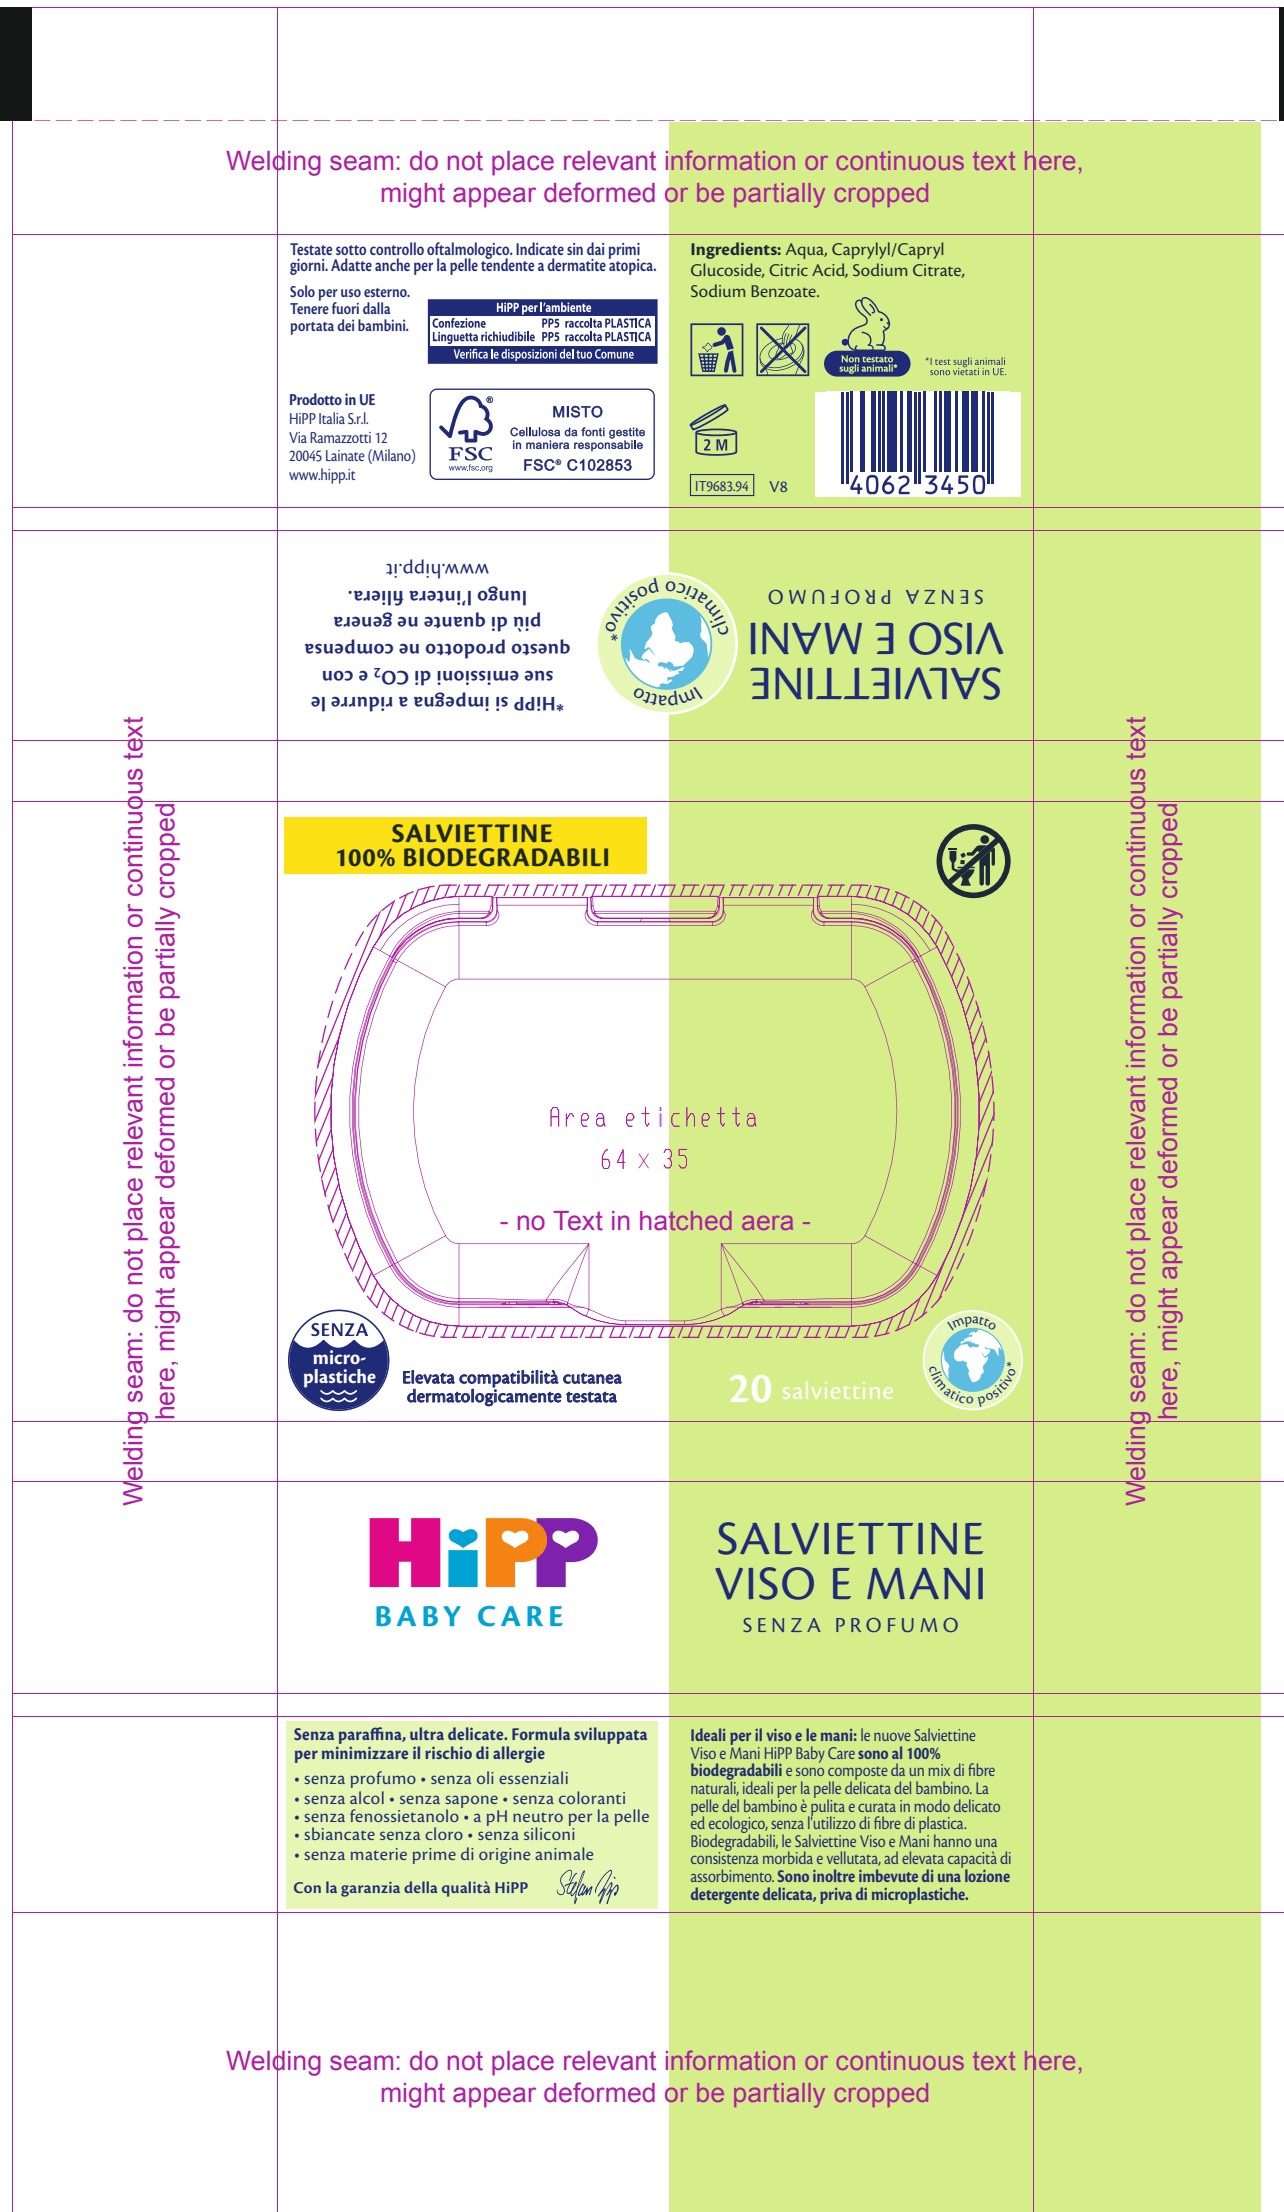 Welding seam: do not place relevant information or continuous text here,
might appear deformed or be partially cropped
Testate sotto controllo oftalmologico. Indicate sin dai primi
giorni. Adatte anche per la pelle tendente a dermatite atopica.
Solo per uso esterno.
Tenere fuori dalla
portata dei bambini.
HiPP per l'ambiente
Confezione PP5 raccolta PLASTICA
Linguetta richiudibile PP5 raccolta PLASTICA
Verifica le disposizioni del tuo Comune
Prodotto in UE
HiPP Italia S.r.l.
Via Ramazzotti 12
20045 Lainate (Milano)
www.hipp.it
®
FSC
www.fsc.org
MISTO
Cellulosa da fonti gestite
in maniera responsabile
FSC® C102853
Ingredients: Aqua, Caprylyl/Capryl
Glucoside, Citric Acid, Sodium Citrate,
Sodium Benzoate.
Non testato
sugli animali*
*I test sugli animali
sono vietati in UE.
2 M
IT9683.94 V8
4062 3450
SALVIETTINE
VISO E MANI
SENZA PROFUMO
Impatto
climatico positivo*
*HiPP si impegna a ridurre le
sue emissioni di CO₂ e con
questo prodotto ne compensa
più di quante ne genera
lungo l'intera filiera.
www.hipp.it
Welding seam: do not place relevant information or continuous text
here, might appear deformed or be partially cropped
SALVIETTINE
100% BIODEGRADABILI
Area etichetta
64 x 35
- no Text in hatched aera -
SENZA
micro-
plastiche
Elevata compatibilità cutanea
dermatologicamente testata
20 salviettine
Impatto
climatico positivo*
Welding seam: do not place relevant information or continuous text
here, might appear deformed or be partially cropped
HiPP
BABY CARE
SALVIETTINE
VISO E MANI
SENZA PROFUMO
Senza paraffina, ultra delicate. Formula sviluppata
per minimizzare il rischio di allergie
• senza profumo • senza oli essenziali
• senza alcol • senza sapone • senza coloranti
• senza fenossietanolo • a pH neutro per la pelle
• sbiancate senza cloro • senza siliconi
• senza materie prime di origine animale
Con la garanzia della qualità HiPP
Stefan Hipp
Ideali per il viso e le mani: le nuove Salviettine
Viso e Mani HiPP Baby Care sono al 100%
biodegradabili e sono composte da un mix di fibre
naturali, ideali per la pelle delicata del bambino. La
pelle del bambino è pulita e curata in modo delicato
ed ecologico, senza l'utilizzo di fibre di plastica.
Biodegradabili, le Salviettine Viso e Mani hanno una
consistenza morbida e vellutata, ad elevata capacità di
assorbimento. Sono inoltre imbevute di una lozione
detergente delicata, priva di microplastiche.
Welding seam: do not place relevant information or continuous text here,
might appear deformed or be partially cropped